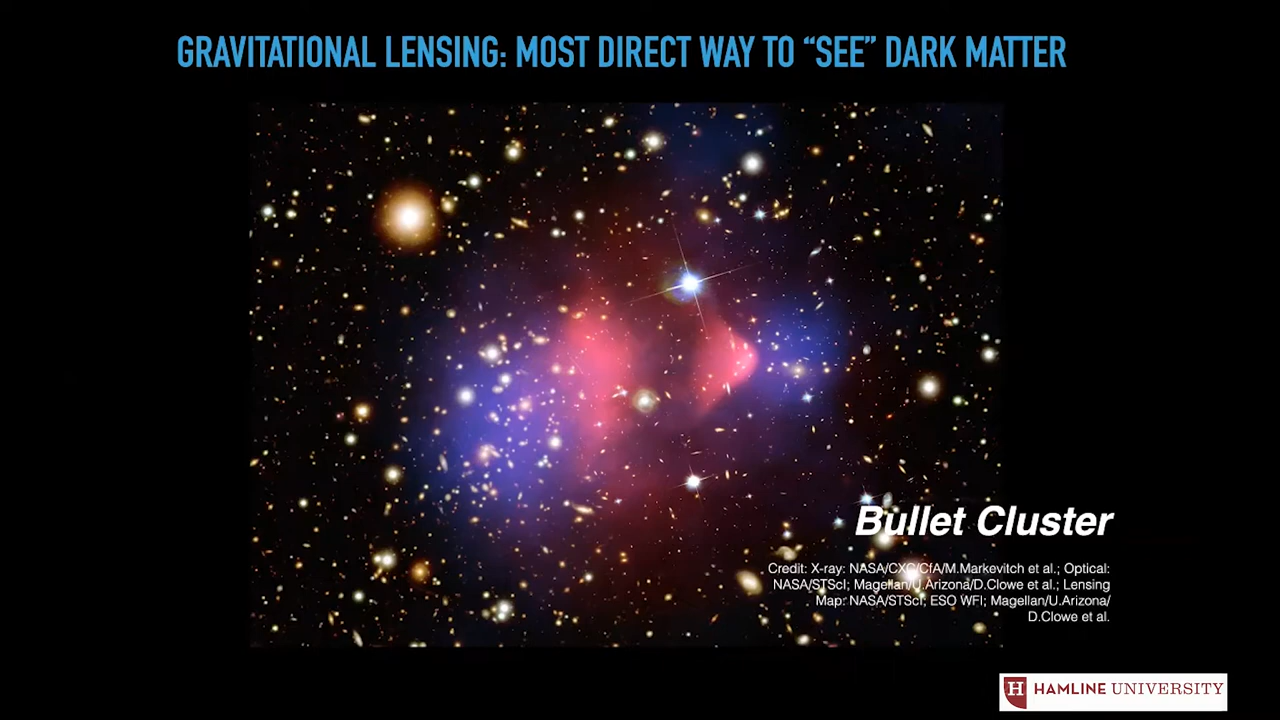 GRAVITATIONAL LENSING: MOST DIRECT WAY TO “SEE” DARK MATTER
Bullet Cluster
Credit: X-ray: NASA/CXC/CfA/M.Markevitch et al.; Optical:
NASA/STScI; Magellan/U.Arizona/D.Clowe et al.; Lensing
Map: NASA/STScI; ESO WFI; Magellan/U.Arizona/
D.Clowe et al.
H HAMLINE UNIVERSITY